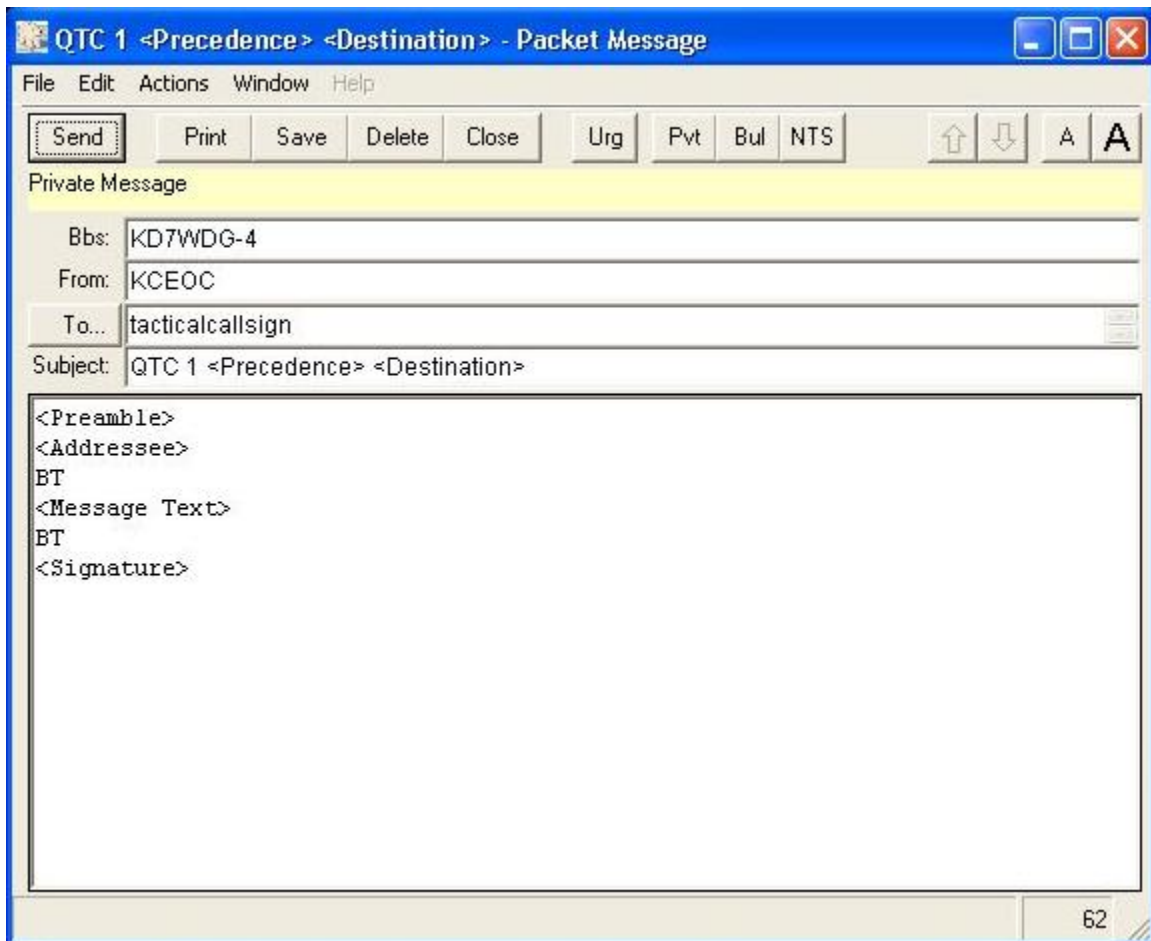 QTC 1 <Precedence> <Destination> - Packet Message
File Edit Actions Window Help
Send Print Save Delete Close Urg Pvt Bul NTS A A
Private Message
Bbs: KD7WDG-4
From: KCEOC
To... tacticalcallsign
Subject: QTC 1 <Precedence> <Destination>
<Preamble>
<Addressee>
BT
<Message Text>
BT
<Signature>
62